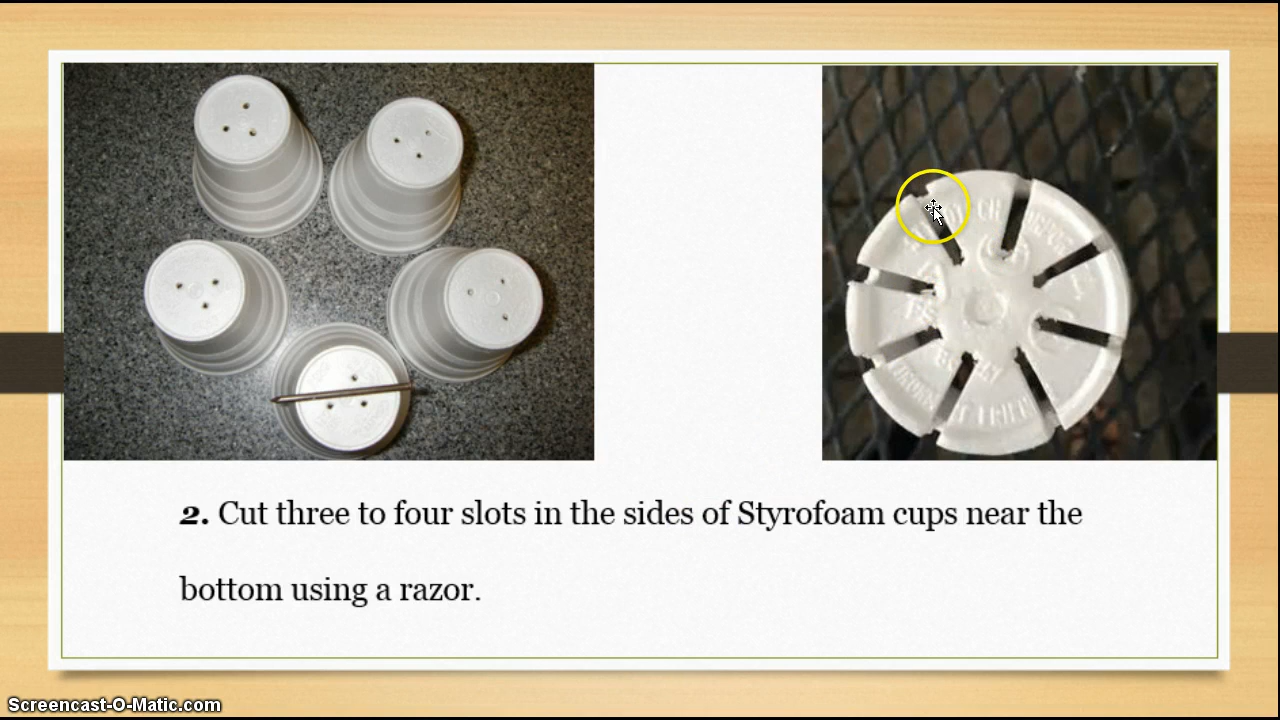 2. Cut three to four slots in the sides of Styrofoam cups near the
bottom using a razor.
Screencast-O-Matic.com